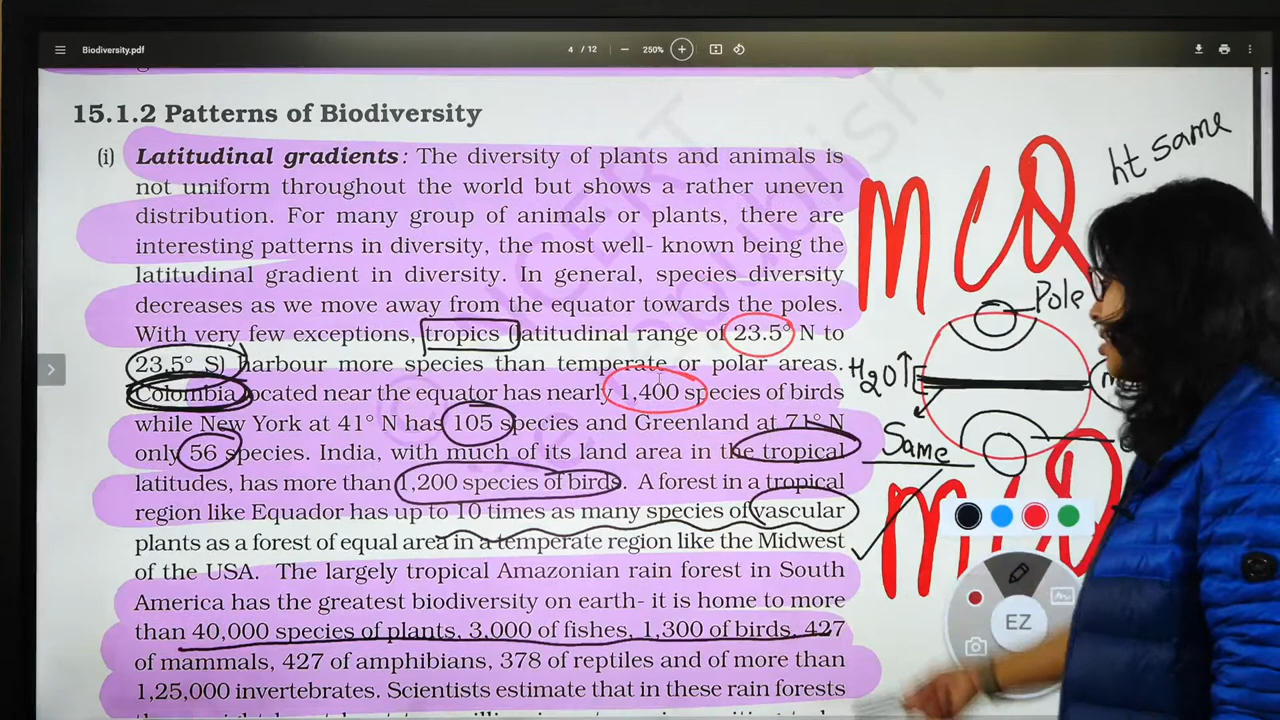 Biodiversity.pdf
4 / 12
250%
15.1.2 Patterns of Biodiversity
(i) Latitudinal gradients : The diversity of plants and animals is
not uniform throughout the world but shows a rather uneven
distribution. For many group of animals or plants, there are
interesting patterns in diversity, the most well- known being the
latitudinal gradient in diversity. In general, species diversity
decreases as we move away from the equator towards the poles.
With very few exceptions, tropics (latitudinal range of 23.5° N to
23.5° S) harbour more species than temperate or polar areas.
Colombia located near the equator has nearly 1,400 species of birds
while New York at 41° N has 105 species and Greenland at 71° N
only 56 species. India, with much of its land area in the tropical
latitudes, has more than 1,200 species of birds. A forest in a tropical
region like Equador has up to 10 times as many species of vascular
plants as a forest of equal area in a temperate region like the Midwest
of the USA. The largely tropical Amazonian rain forest in South
America has the greatest biodiversity on earth- it is home to more
than 40,000 species of plants, 3,000 of fishes, 1,300 of birds, 427
of mammals, 427 of amphibians, 378 of reptiles and of more than
1,25,000 invertebrates. Scientists estimate that in these rain forests
MCQ
ht same
Pole
H2O↑
Same
MCQ
EZ